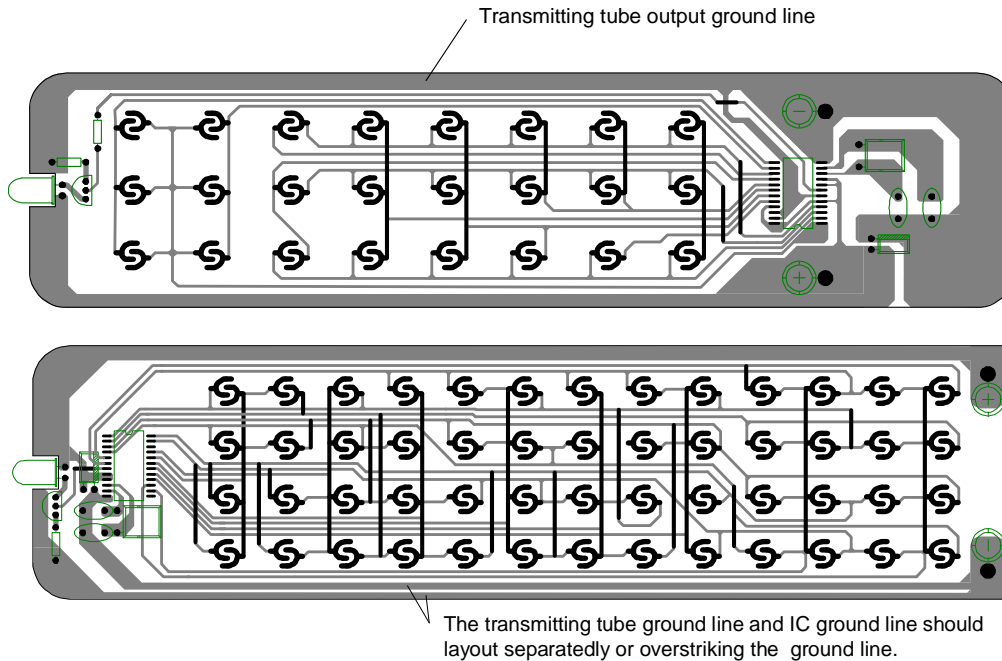 Transmitting tube output ground line
The transmitting tube ground line and IC ground line should
layout separatedly or overstriking the ground line.